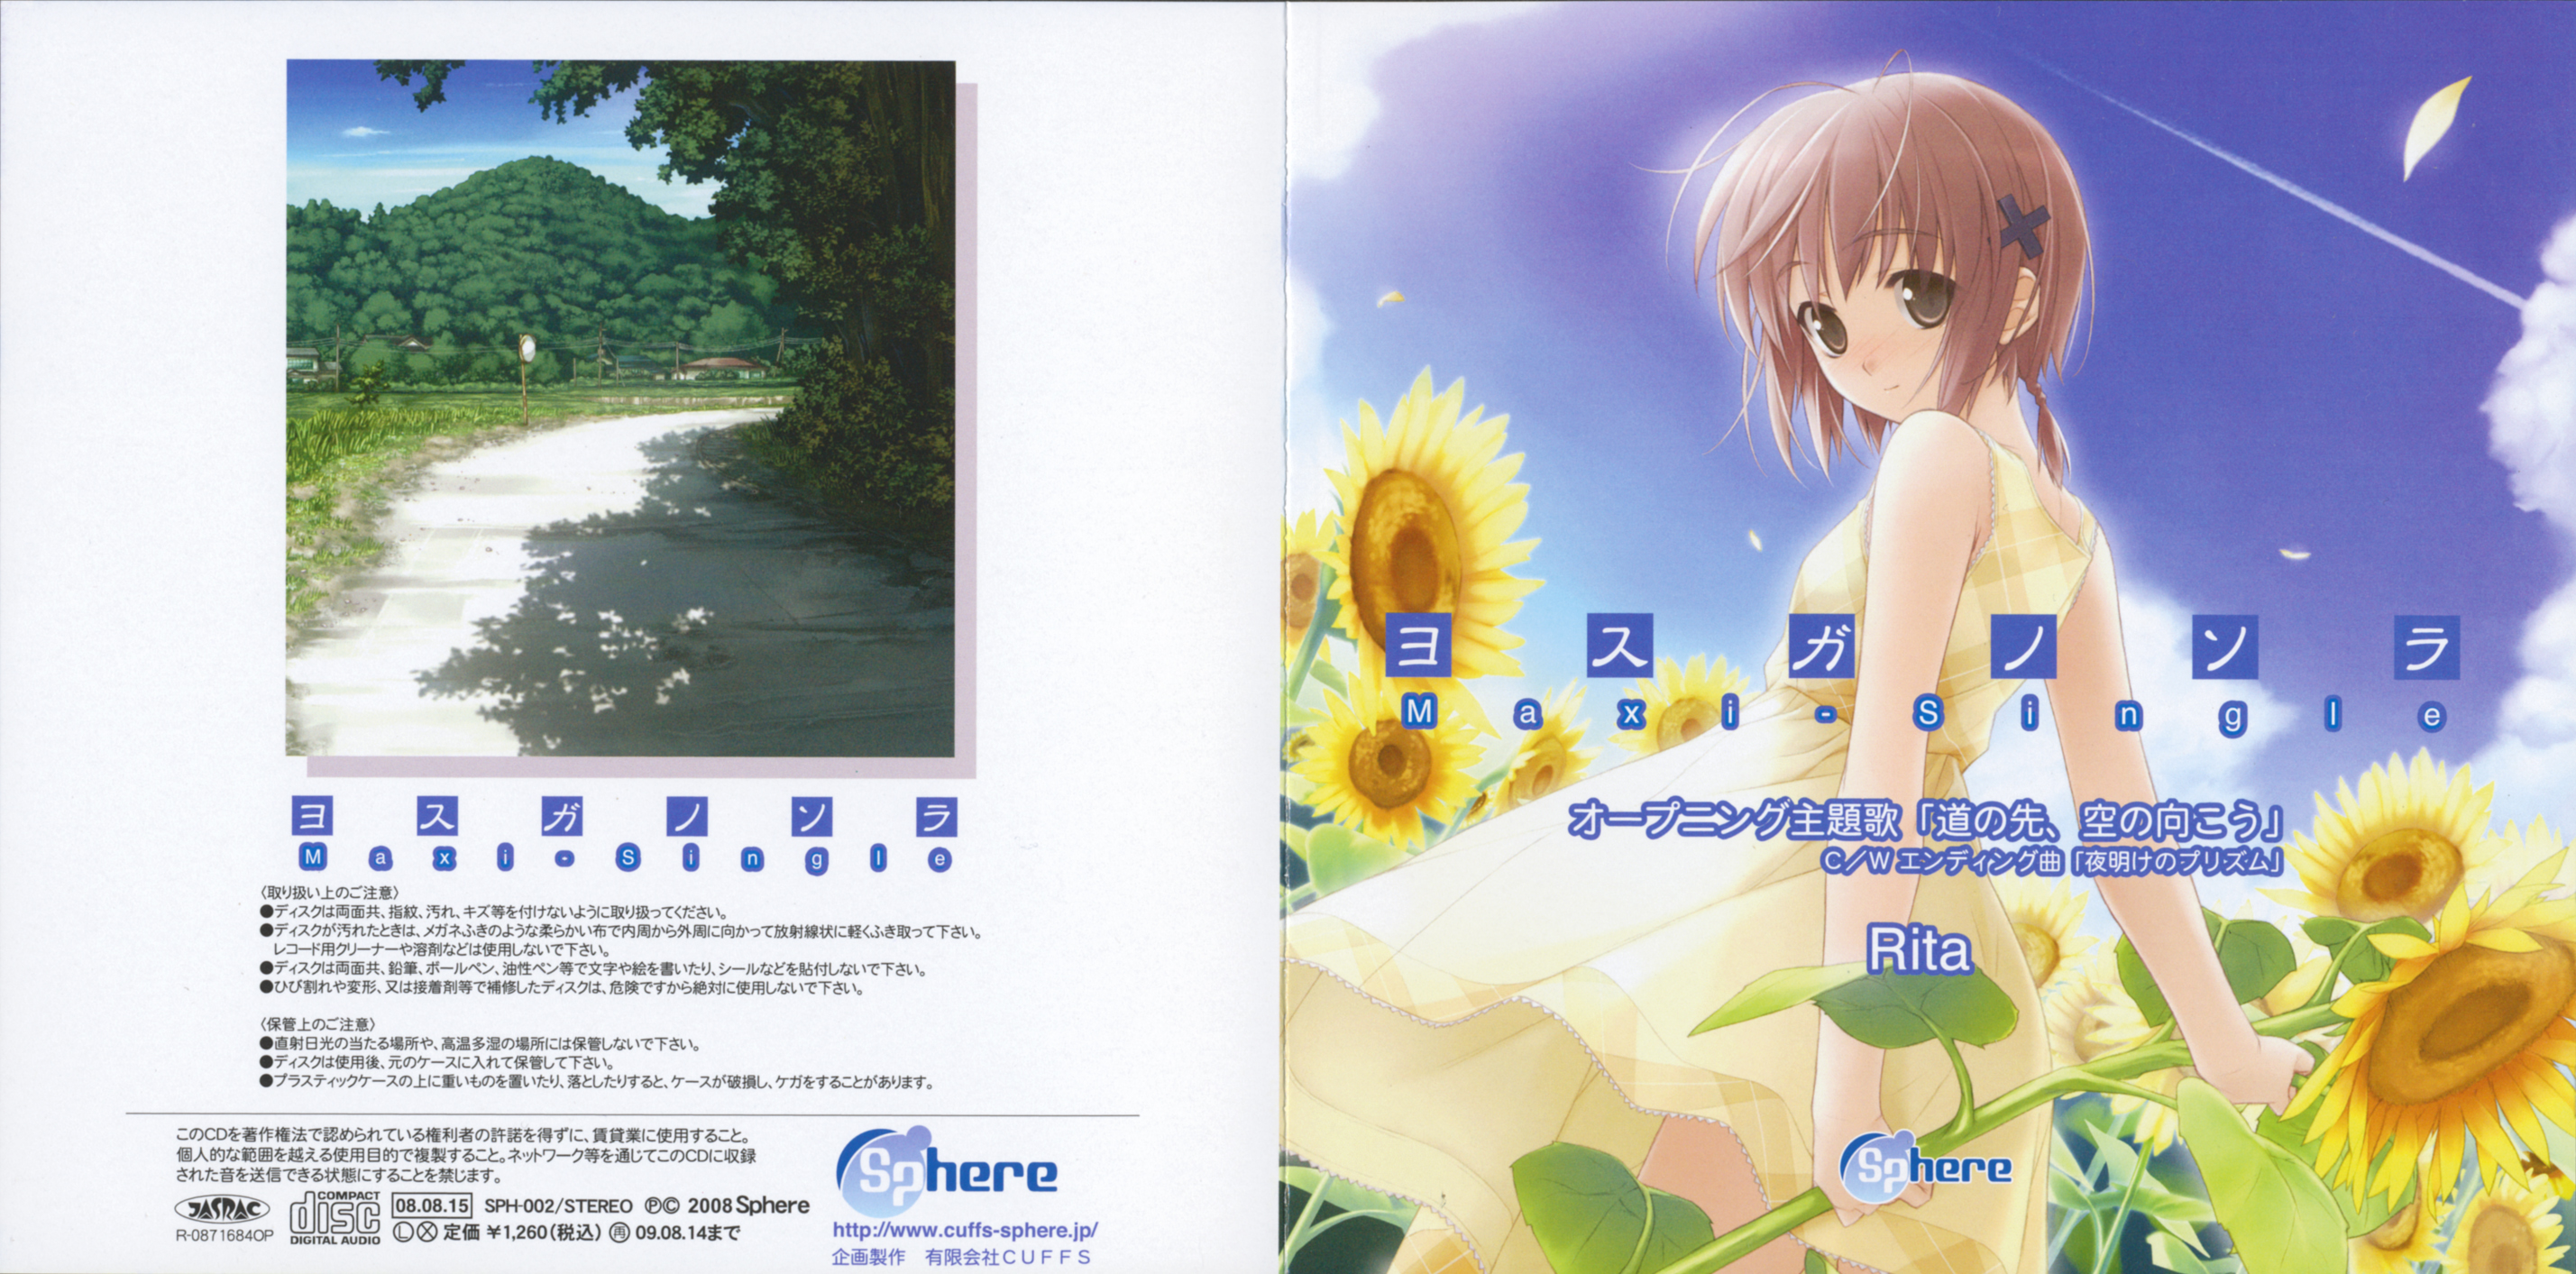 ヨスガノソラ
Maxi-Single
〈取り扱い上のご注意〉
●ディスクは両面共、指紋、汚れ、キズ等を付けないように取り扱ってください。
●ディスクが汚れたときは、メガネふきのような柔らかい布で内周から外周に向かって放射線状に軽くふき取って下さい。
レコード用クリーナーや溶剤などは使用しないで下さい。
●ディスクは両面共、鉛筆、ボールペン、油性ペン等で文字や絵を書いたり、シールなどを貼付しないで下さい。
●ひび割れや変形、又は接着剤等で補修したディスクは、危険ですから絶対に使用しないで下さい。
〈保管上のご注意〉
●直射日光の当たる場所や、高温多湿の場所には保管しないで下さい。
●ディスクは使用後、元のケースに入れて保管して下さい。
●プラスティックケースの上に重いものを置いたり、落としたりすると、ケースが破損し、ケガをすることがあります。
このCDを著作権法で認められている権利者の許諾を得ずに、賃貸業に使用すること。
個人的な範囲を越える使用目的で複製すること。ネットワーク等を通じてこのCDに収録
された音を送信できる状態にすることを禁じます。
JASRAC
R-0871684OP
COMPACT
disc
DIGITAL AUDIO
08.08.15 SPH-002/STEREO ℗© 2008 Sphere
Ⓛⓧ 定価 ¥1,260(税込) ㊢ 09.08.14まで
Sphere
http://www.cuffs-sphere.jp/
企画製作 有限会社CUFFS
ヨスガノソラ
Maxi-Single
オープニング主題歌「道の先、空の向こう」
C/W エンディング曲「夜明けのプリズム」
Rita
Sphere